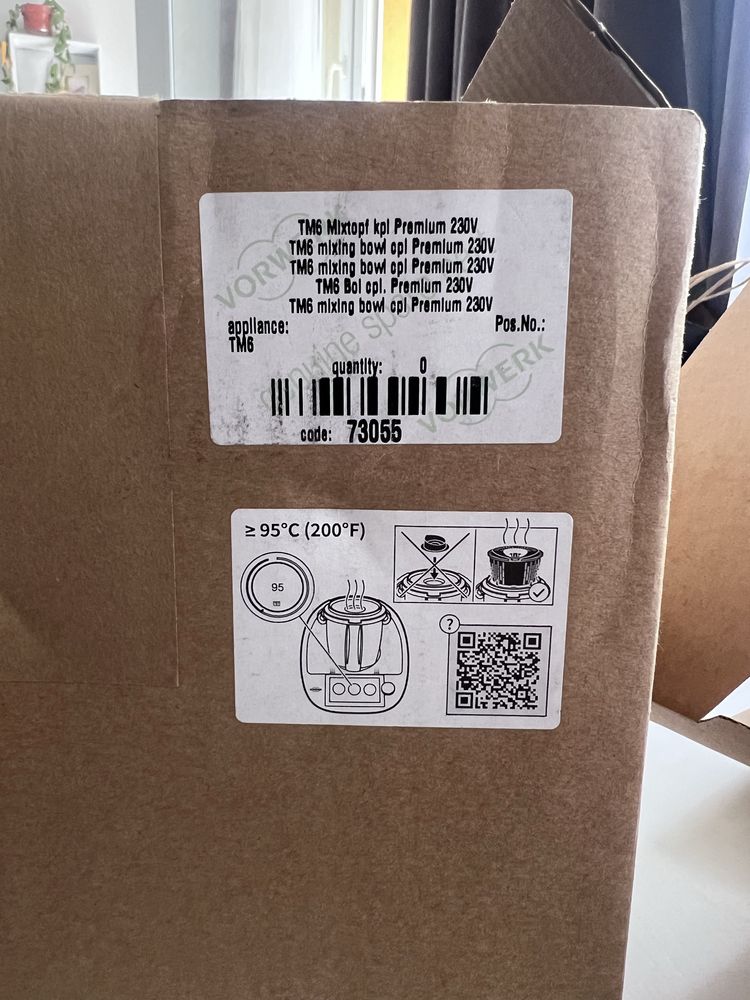 TM6 Mixtopf kpl Premium 230V
TM6 mixing bowl cpl Premium 230V
TM6 mixing bowl cpl Premium 230V
TM6 Bol cpl. Premium 230V
TM6 mixing bowl cpl Premium 230V
appliance: Pos.No.:
TM6
quantity: 0
code: 73055
VORWERK
genuine
VORWERK
≥ 95°C (200°F)
95
?